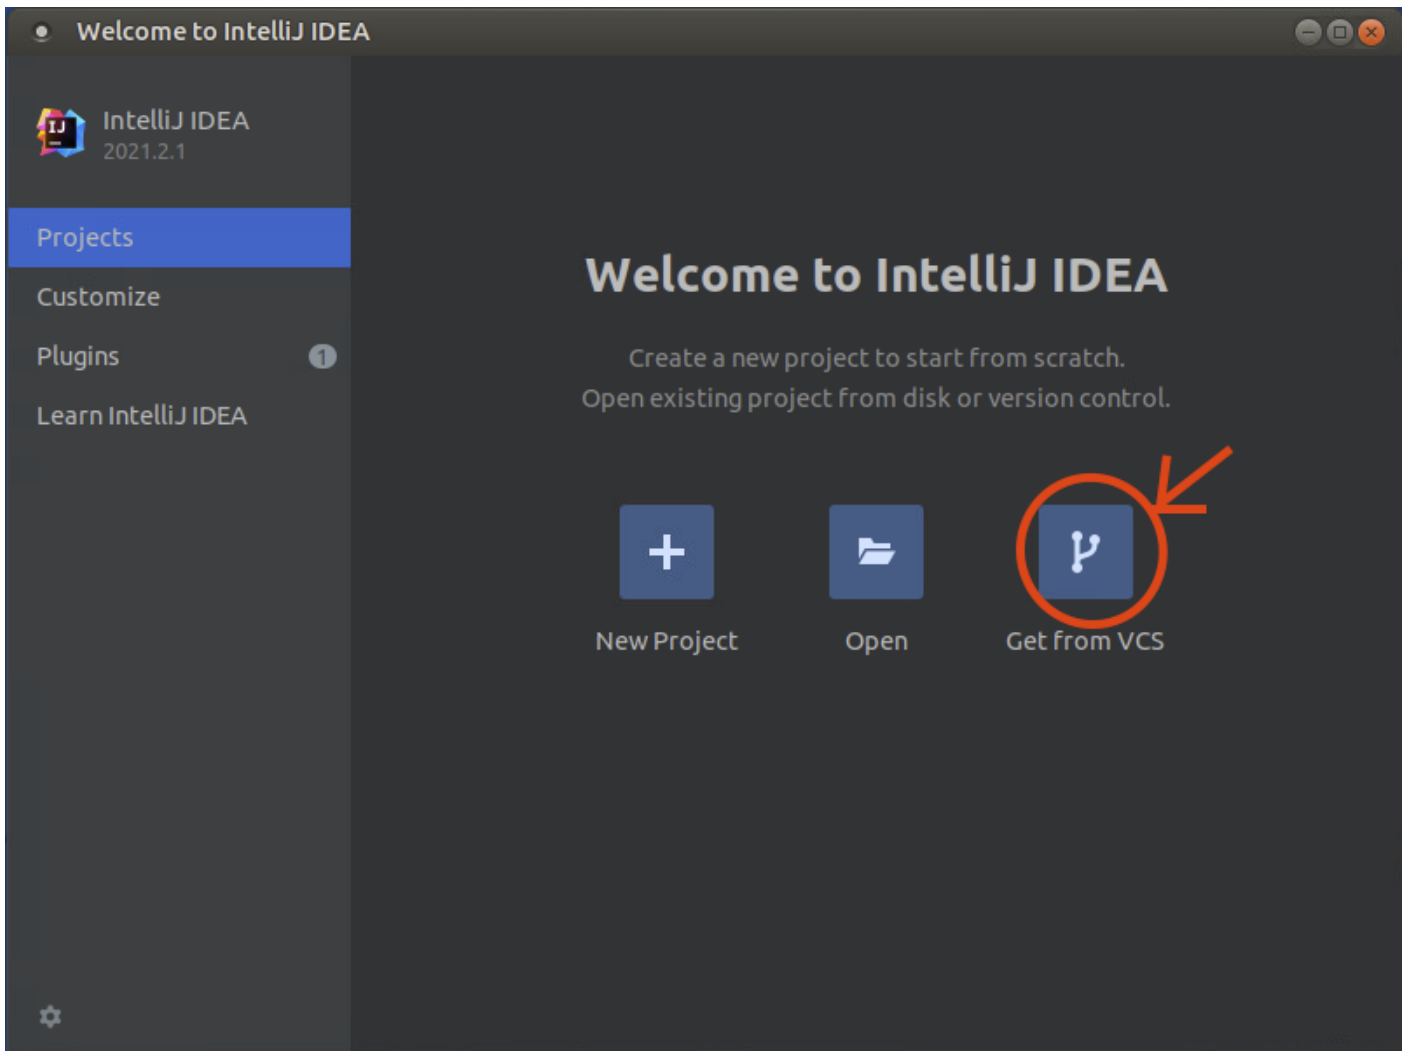 Welcome to IntelliJ IDEA
IJ
IntelliJ IDEA
2021.2.1
Projects
Customize
Plugins 1
Learn IntelliJ IDEA
Welcome to IntelliJ IDEA
Create a new project to start from scratch.
Open existing project from disk or version control.
New Project Open Get from VCS